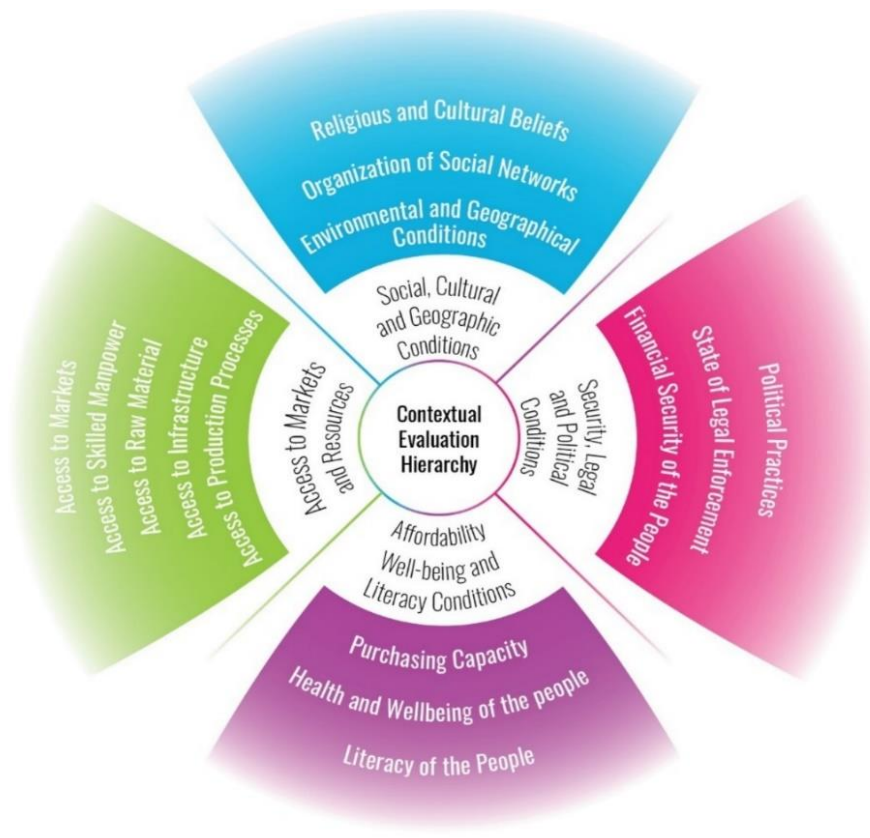 Religious and Cultural Beliefs
Organization of Social Networks
Environmental and Geographical
Conditions
Social, Cultural
and Geographic
Conditions
Access to Markets
Access to Skilled Manpower
Access to Raw Material
Access to Infrastructure
Access to Production Processes
Access to Markets
and Resources
Contextual
Evaluation
Hierarchy
Security, Legal
and Political
Conditions
Political Practices
State of Legal Enforcement
Financial Security of the People
Affordability
Well-being and
Literacy Conditions
Purchasing Capacity
Health and Wellbeing of the people
Literacy of the People